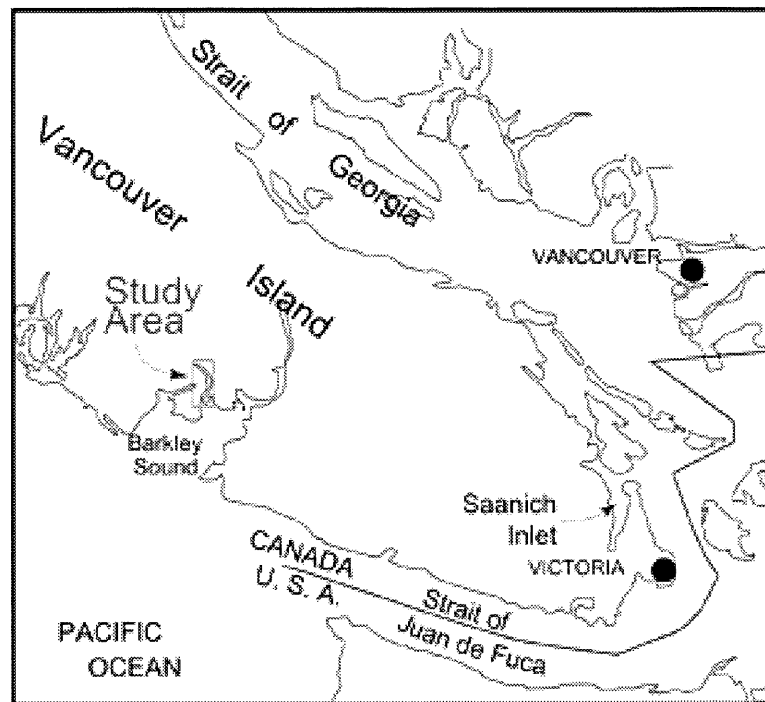 Strait of Georgia
Vancouver Island
VANCOUVER
Study
Area
Barkley
Sound
Saanich
Inlet
CANADA
U. S. A.
VICTORIA
Strait of
Juan de Fuca
PACIFIC
OCEAN